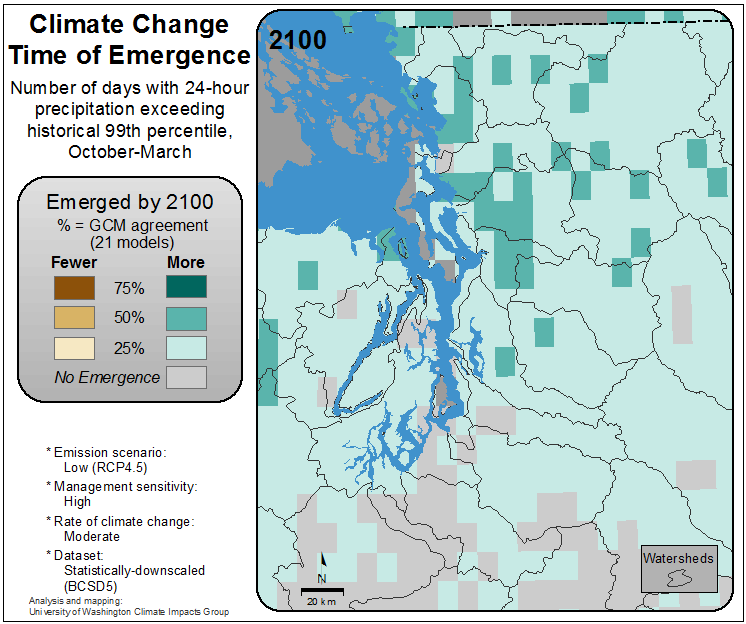 Climate Change
Time of Emergence
Number of days with 24-hour
precipitation exceeding
historical 99th percentile,
October-March
Emerged by 2100
% = GCM agreement
(21 models)
Fewer More
75%
50%
25%
No Emergence
* Emission scenario:
Low (RCP4.5)
* Management sensitivity:
High
* Rate of climate change:
Moderate
* Dataset:
Statistically-downscaled
(BCSD5)
Analysis and mapping:
University of Washington Climate Impacts Group
2100
N
20 km
Watersheds